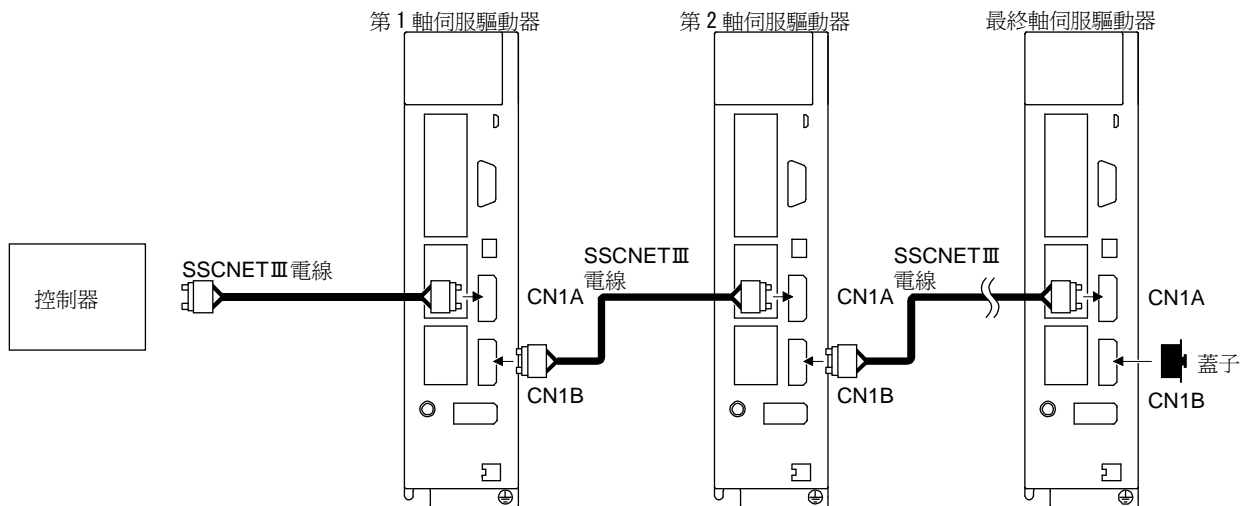 第 1 軸伺服驅動器
第 2 軸伺服驅動器
最終軸伺服驅動器
控制器
SSCNETⅢ電線
CN1A
CN1B
SSCNETⅢ
電線
CN1A
CN1B
SSCNETⅢ
電線
CN1A
蓋子
CN1B